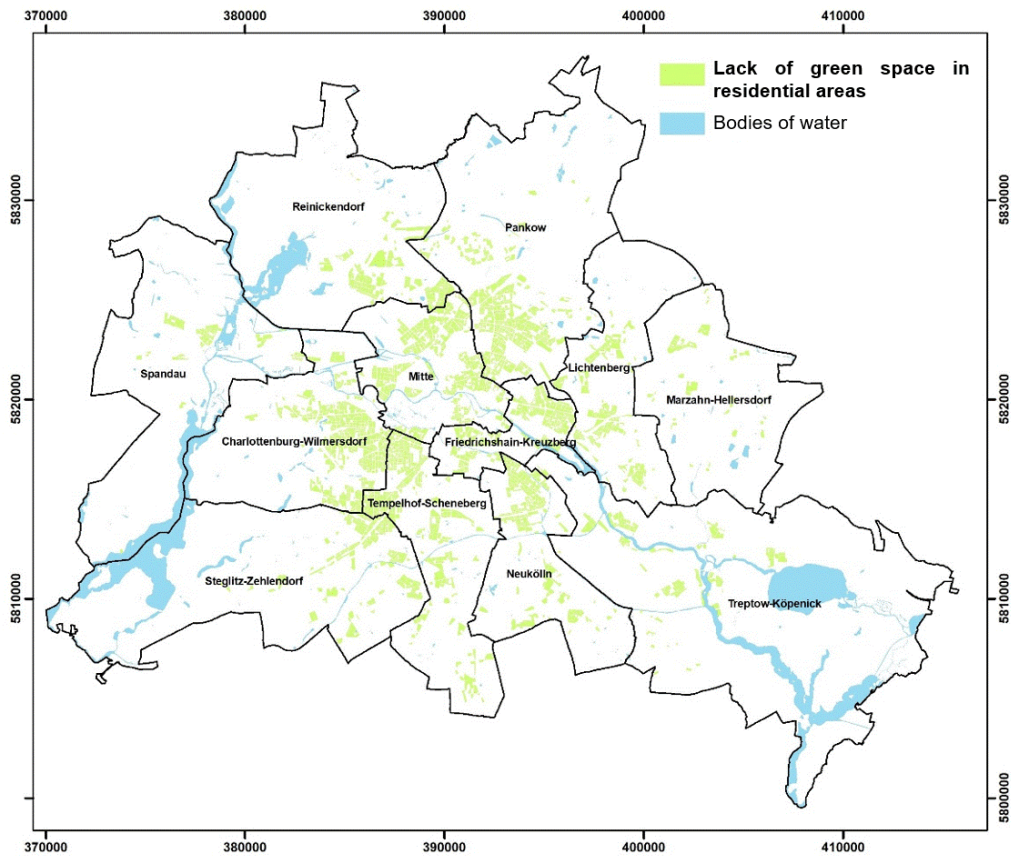 370000 380000 390000 400000 410000
Lack of green space in
residential areas
Bodies of water
5830000 5830000
Reinickendorf
Pankow
Spandau
Mitte
Lichtenberg
5820000 5820000
Marzahn-Hellersdorf
Charlottenburg-Wilmersdorf
Friedrichshain-Kreuzberg
Tempelhof-Scheneberg
Neukölln
Steglitz-Zehlendorf
5810000 5810000
Treptow-Köpenick
5800000
370000 380000 390000 400000 410000